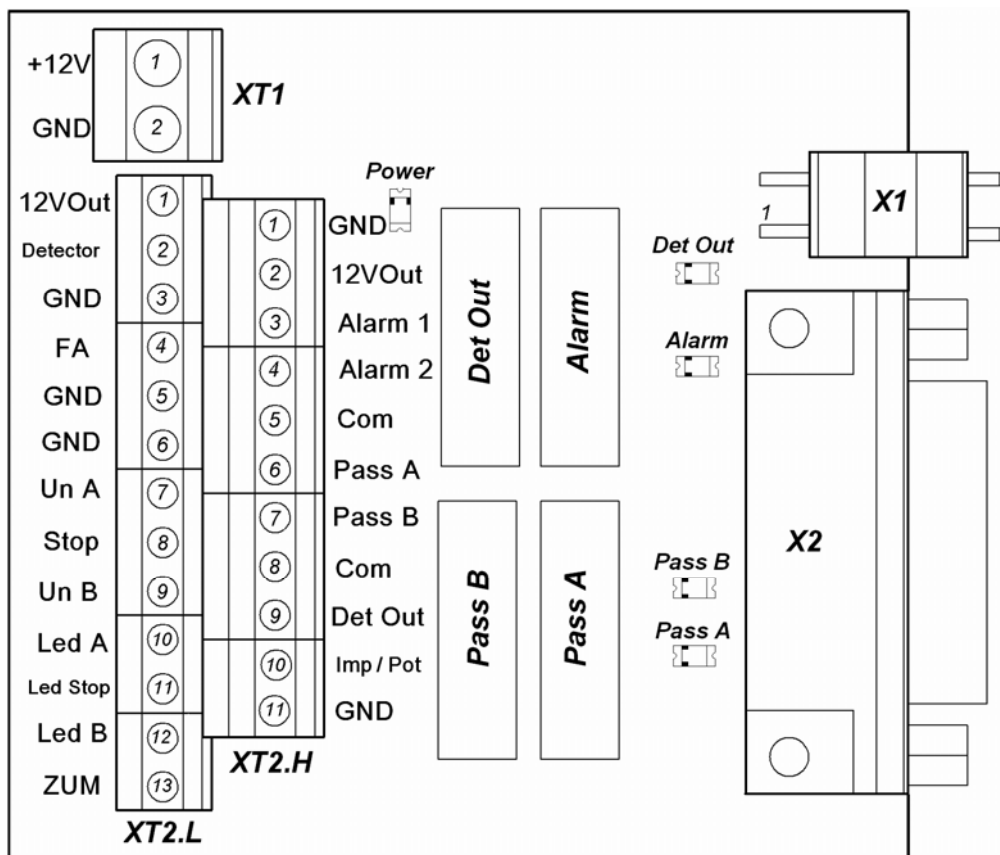 +12V
1
XT1
GND
2
12VOut
1
Detector
2
GND
3
FA
4
GND
5
GND
6
Un A
7
Stop
8
Un B
9
Led A
10
Led Stop
11
Led B
12
ZUM
13
XT2.L
1
GND
2
12VOut
3
Alarm 1
4
Alarm 2
5
Com
6
Pass A
7
Pass B
8
Com
9
Det Out
10
Imp / Pot
11
GND
XT2.H
Power
Det Out
Alarm
Pass B
Pass A
Det Out
Alarm
Pass B
Pass A
1
X1
X2